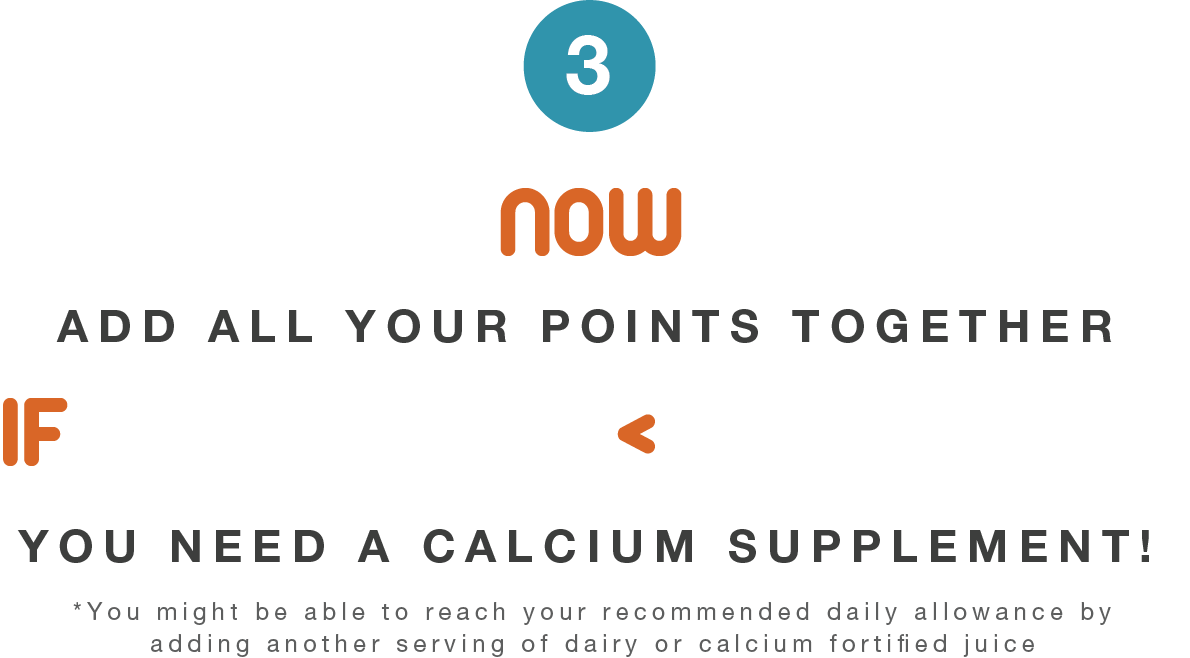 3
now
ADD ALL YOUR POINTS TOGETHER
IF <
YOU NEED A CALCIUM SUPPLEMENT!
*You might be able to reach your recommended daily allowance by
adding another serving of dairy or calcium fortified juice